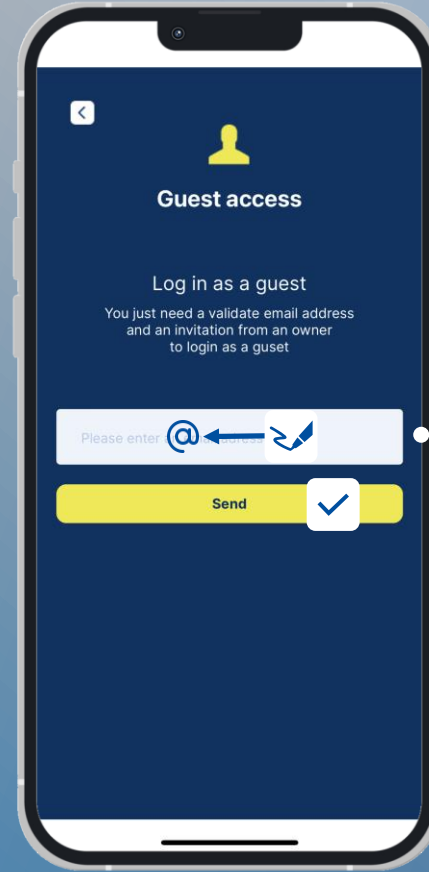 Guest access
Log in as a guest
You just need a validate email address
and an invitation from an owner
to login as a guset
Please enter
@
Send